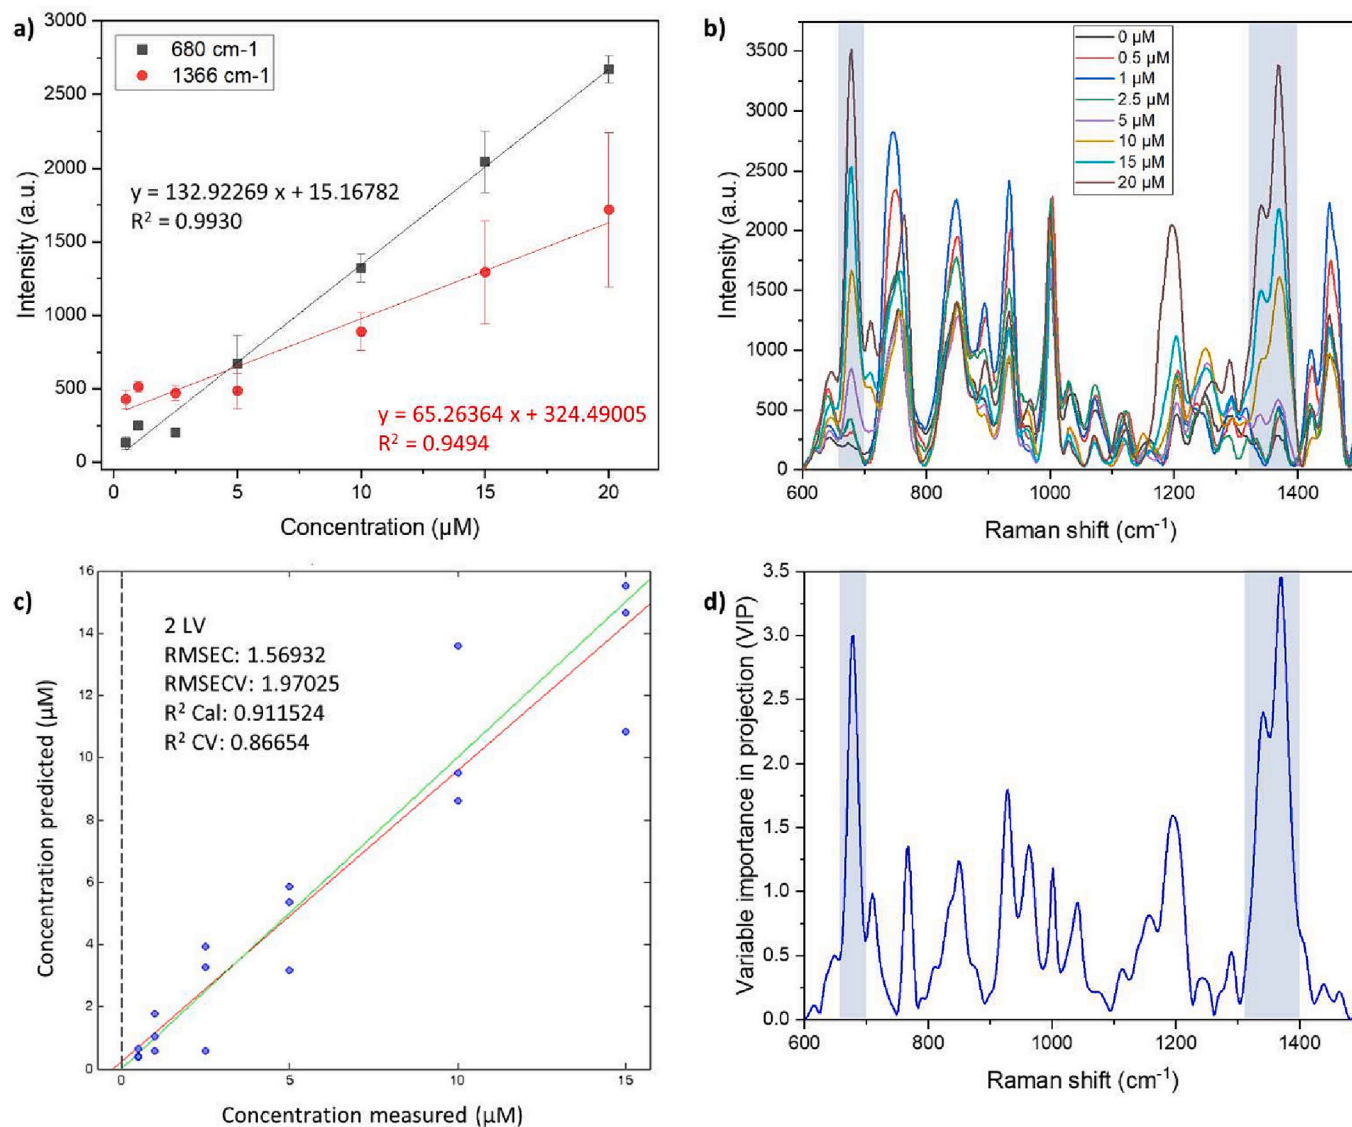 a)
3000
2500
2000
1500
1000
500
0
Intensity (a.u.)
680 cm-1
1366 cm-1
y = 132.92269 x + 15.16782
R² = 0.9930
y = 65.26364 x + 324.49005
R² = 0.9494
0 5 10 15 20
Concentration (µM)
b)
3500
3000
2500
2000
1500
1000
500
0
Intensity (a.u.)
0 µM
0.5 µM
1 µM
2.5 µM
5 µM
10 µM
15 µM
20 µM
600 800 1000 1200 1400
Raman shift (cm⁻¹)
c)
16
14
12
10
8
6
4
2
0
Concentration predicted (µM)
2 LV
RMSEC: 1.56932
RMSECV: 1.97025
R² Cal: 0.911524
R² CV: 0.86654
0 5 10 15
Concentration measured (µM)
d)
3.5
3.0
2.5
2.0
1.5
1.0
0.5
0.0
Variable importance in projection (VIP)
600 800 1000 1200 1400
Raman shift (cm⁻¹)